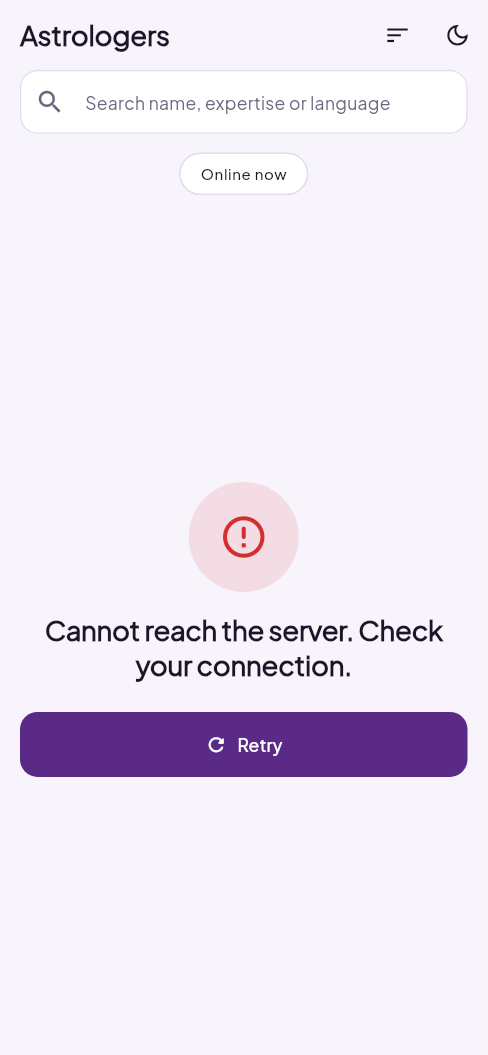 Astrologers
Search name, expertise or language
Online now
Cannot reach the server. Check
your connection.
Retry